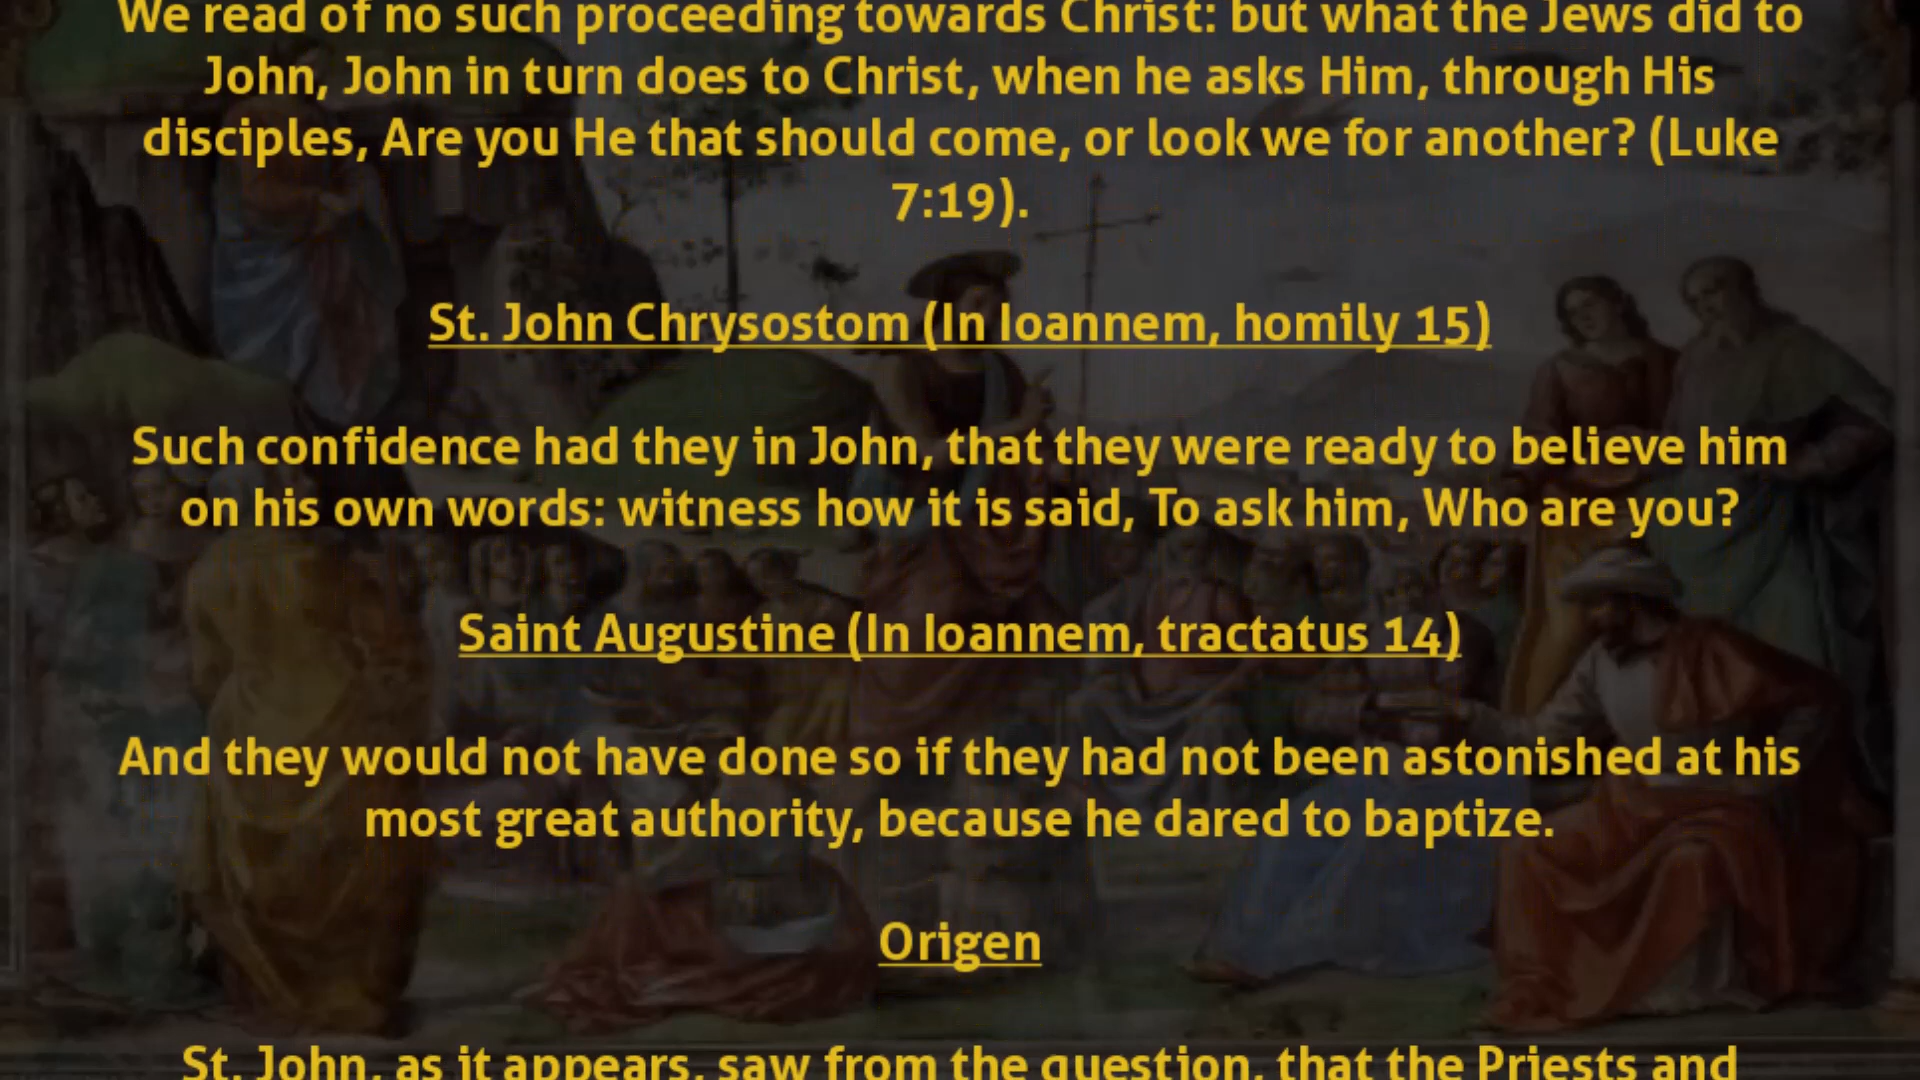 We read of no such proceeding towards Christ: but what the Jews did to
John, John in turn does to Christ, when he asks Him, through His
disciples, Are you He that should come, or look we for another? (Luke
7:19).
St. John Chrysostom (In Ioannem, homily 15)
Such confidence had they in John, that they were ready to believe him
on his own words: witness how it is said, To ask him, Who are you?
Saint Augustine (In Ioannem, tractatus 14)
And they would not have done so if they had not been astonished at his
most great authority, because he dared to baptize.
Origen
St. John, as it appears, saw from the question, that the Priests and